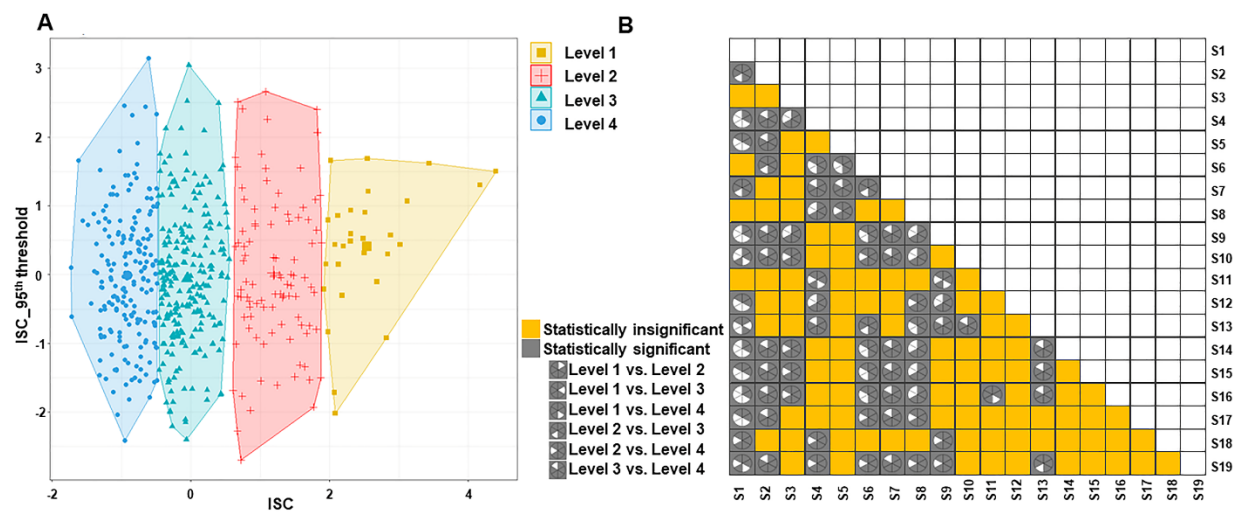 A
B
Level 1
Level 2
Level 3
Level 4
3
2
1
0
-1
-2
ISC_95th threshold
-2
0
2
4
ISC
Statistically insignificant
Statistically significant
Level 1 vs. Level 2
Level 1 vs. Level 3
Level 1 vs. Level 4
Level 2 vs. Level 3
Level 2 vs. Level 4
Level 3 vs. Level 4
S1
S2
S3
S4
S5
S6
S7
S8
S9
S10
S11
S12
S13
S14
S15
S16
S17
S18
S19
S1 S2 S3 S4 S5 S6 S7 S8 S9 S10 S11 S12 S13 S14 S15 S16 S17 S18 S19